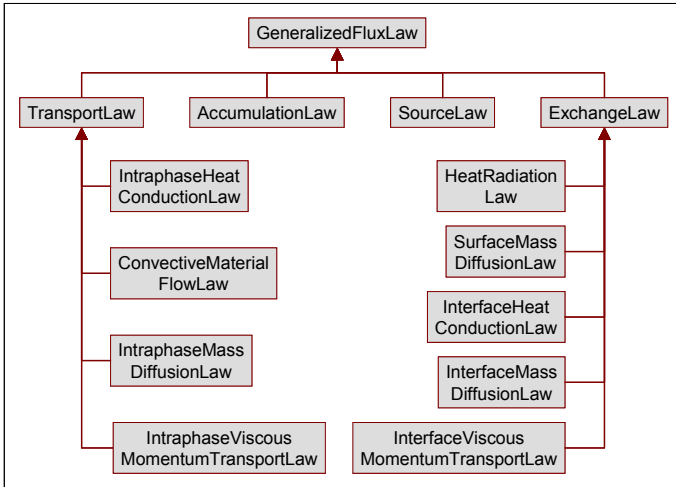 GeneralizedFluxLaw
TransportLaw
AccumulationLaw
SourceLaw
ExchangeLaw
IntraphaseHeat
ConductionLaw
ConvectiveMaterial
FlowLaw
IntraphaseMass
DiffusionLaw
IntraphaseViscous
MomentumTransportLaw
HeatRadiation
Law
SurfaceMass
DiffusionLaw
InterfaceHeat
ConductionLaw
InterfaceMass
DiffusionLaw
InterfaceViscous
MomentumTransportLaw